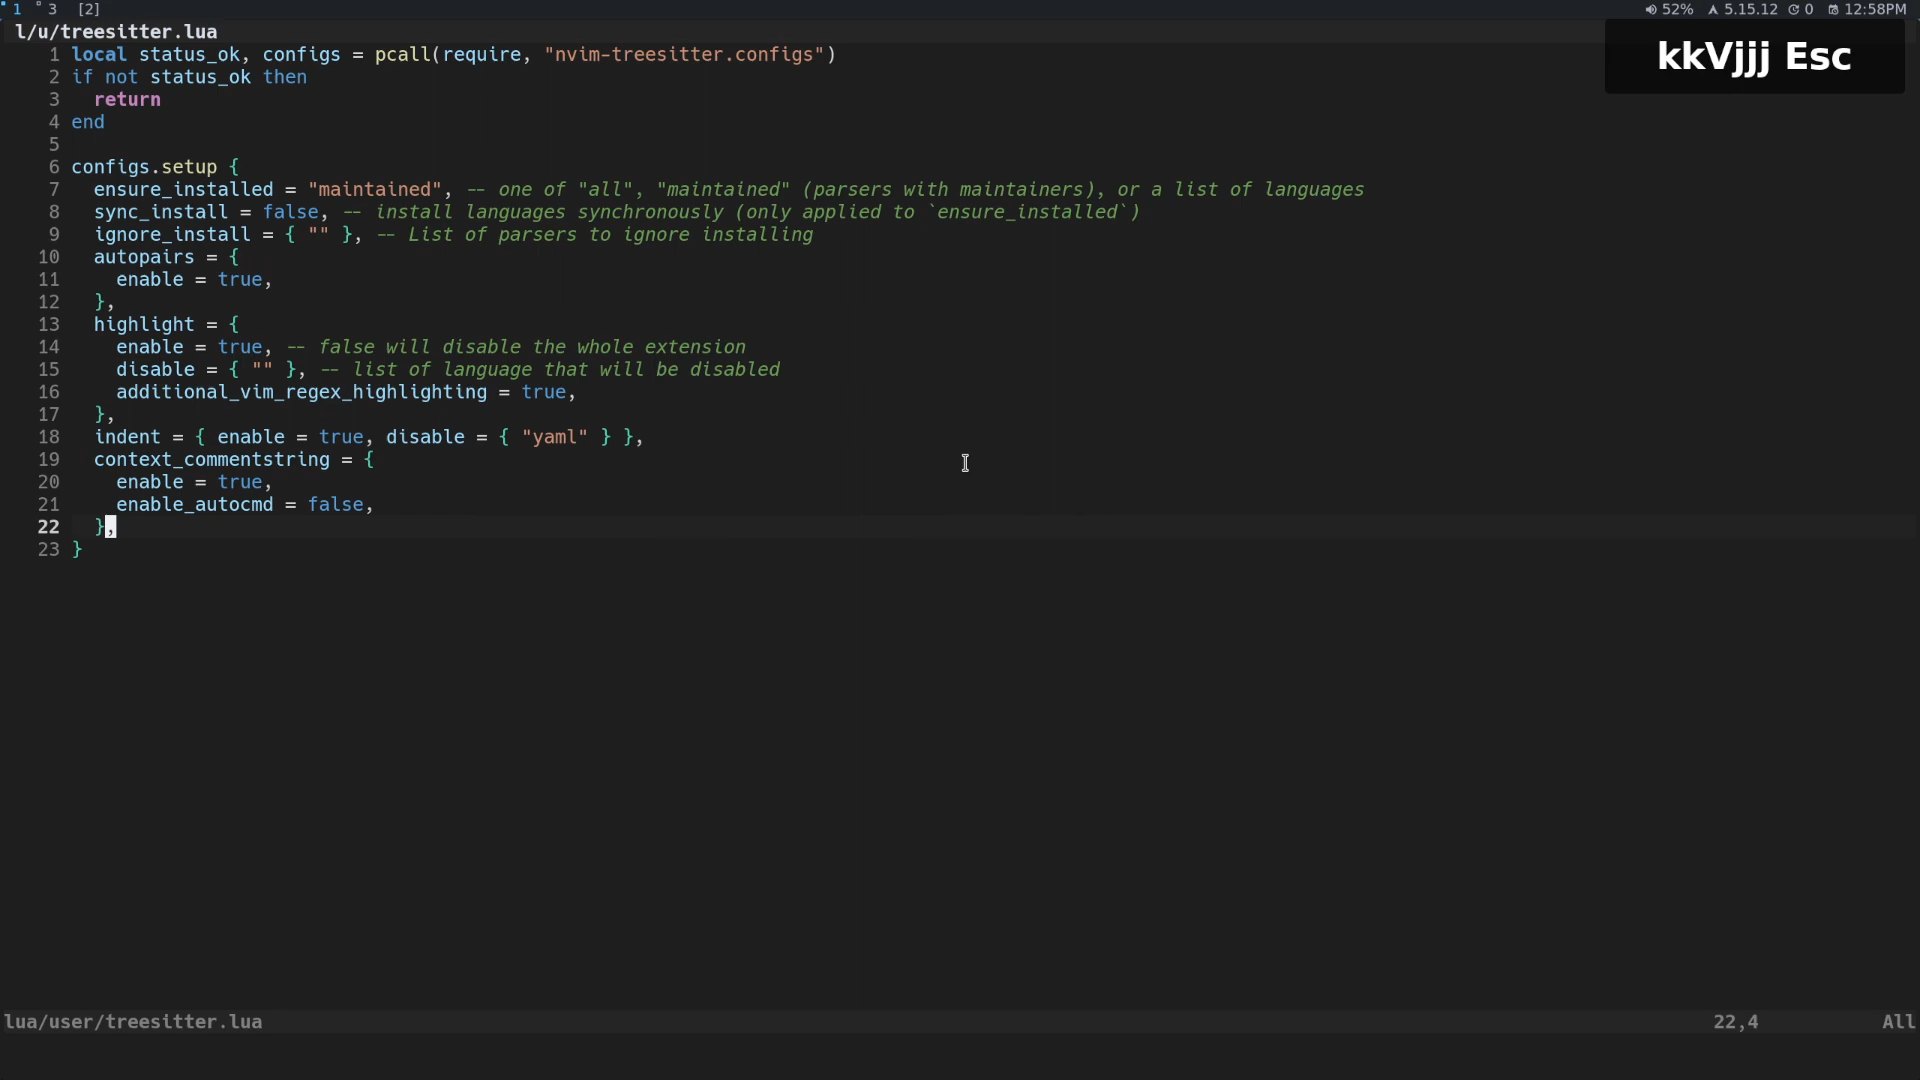 1 3 [2] 52% 5.15.12 0 12:58PM
l/u/treesitter.lua
kkVjjj Esc
1 local status_ok, configs = pcall(require, "nvim-treesitter.configs")
2 if not status_ok then
3   return
4 end
5
6 configs.setup {
7   ensure_installed = "maintained", -- one of "all", "maintained" (parsers with maintainers), or a list of languages
8   sync_install = false, -- install languages synchronously (only applied to `ensure_installed`)
9   ignore_install = { "" }, -- List of parsers to ignore installing
10   autopairs = {
11     enable = true,
12   },
13   highlight = {
14     enable = true, -- false will disable the whole extension
15     disable = { "" }, -- list of language that will be disabled
16     additional_vim_regex_highlighting = true,
17   },
18   indent = { enable = true, disable = { "yaml" } },
19   context_commentstring = {
20     enable = true,
21     enable_autocmd = false,
22   },
23 }
lua/user/treesitter.lua 22,4 All